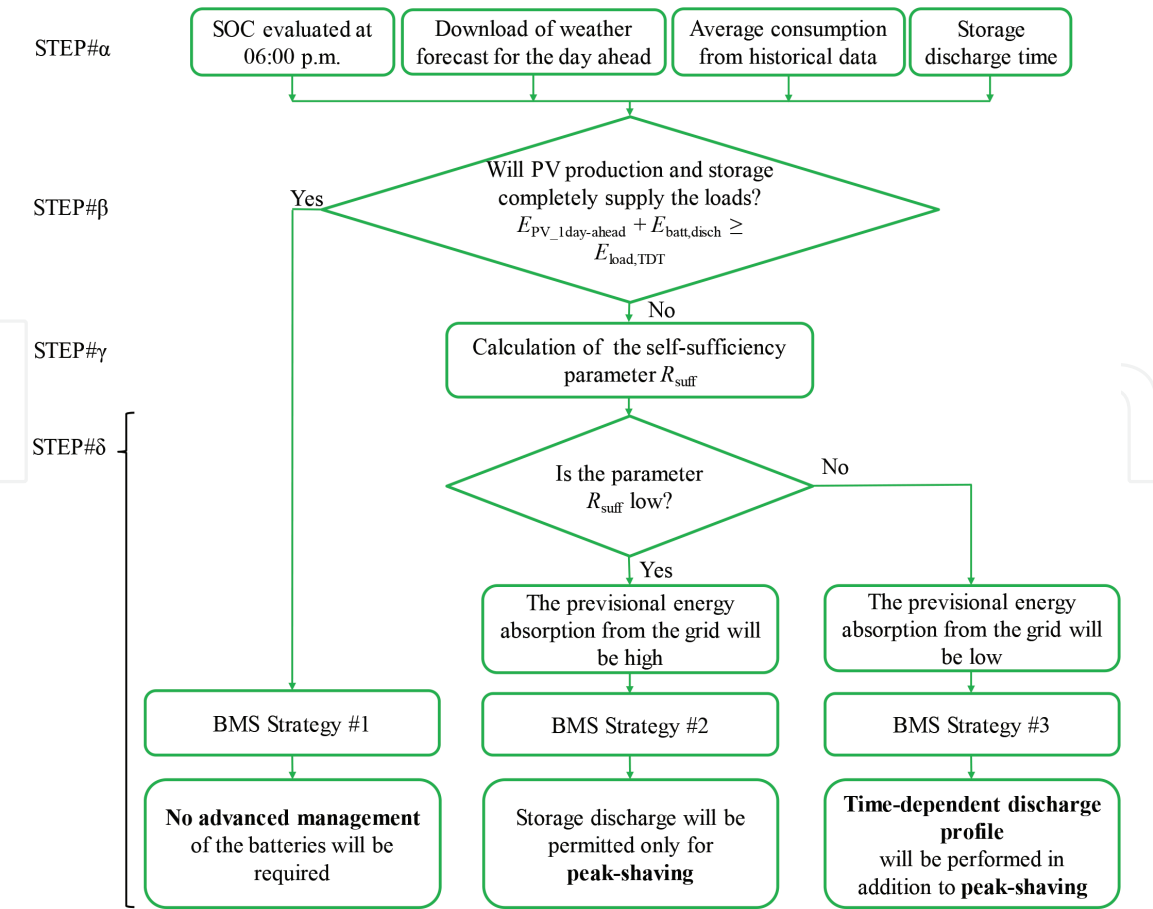 STEP#α
SOC evaluated at
06:00 p.m.
Download of weather
forecast for the day ahead
Average consumption
from historical data
Storage
discharge time
STEP#β
Yes
Will PV production and storage
completely supply the loads?
E_PV_1day-ahead + E_batt,disch ≥
E_load,TDT
No
STEP#γ
Calculation of the self-sufficiency
parameter R_suff
STEP#δ
Is the parameter
R_suff low?
No
Yes
The previsional energy
absorption from the grid will
be high
The previsional energy
absorption from the grid will
be low
BMS Strategy #1
BMS Strategy #2
BMS Strategy #3
No advanced management
of the batteries will be
required
Storage discharge will be
permitted only for
peak-shaving
Time-dependent discharge
profile
will be performed in
addition to peak-shaving